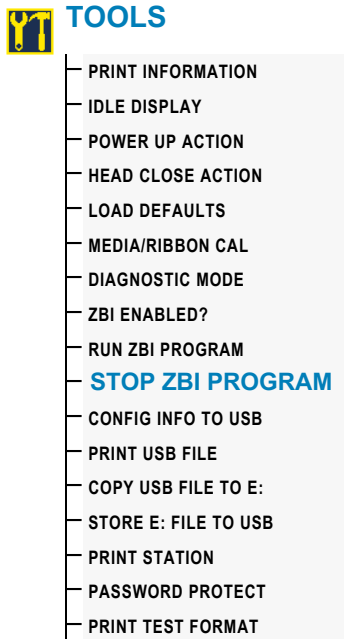 TOOLS
PRINT INFORMATION
IDLE DISPLAY
POWER UP ACTION
HEAD CLOSE ACTION
LOAD DEFAULTS
MEDIA/RIBBON CAL
DIAGNOSTIC MODE
ZBI ENABLED?
RUN ZBI PROGRAM
STOP ZBI PROGRAM
CONFIG INFO TO USB
PRINT USB FILE
COPY USB FILE TO E:
STORE E: FILE TO USB
PRINT STATION
PASSWORD PROTECT
PRINT TEST FORMAT